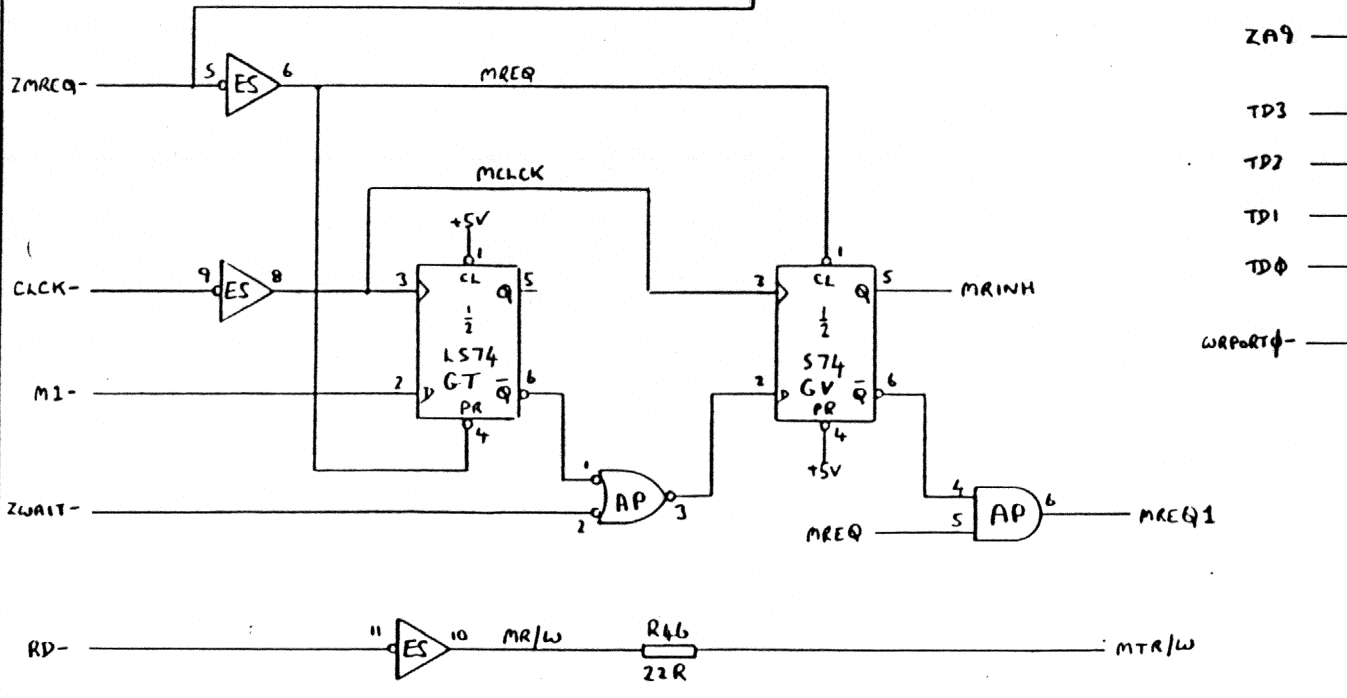 ZA9
ZMREQ-
5
ES
6
MREQ
TD3
TD2
MCLCK
TD1
+5V
1
1
TD0
CLCK-
9
ES
8
3
CL
Q
5
1/2
LS74
GT
3
CL
Q
5
MRINH
1/2
S74
GV
WRPORT0-
M1-
2
D
Q̅
6
PR
4
2
D
Q̅
6
PR
4
+5V
ZWAIT-
1
2
AP
3
4
5
AP
6
MREQ1
MREQ
RD-
11
ES
10
MR/W
R46
22R
MTR/W